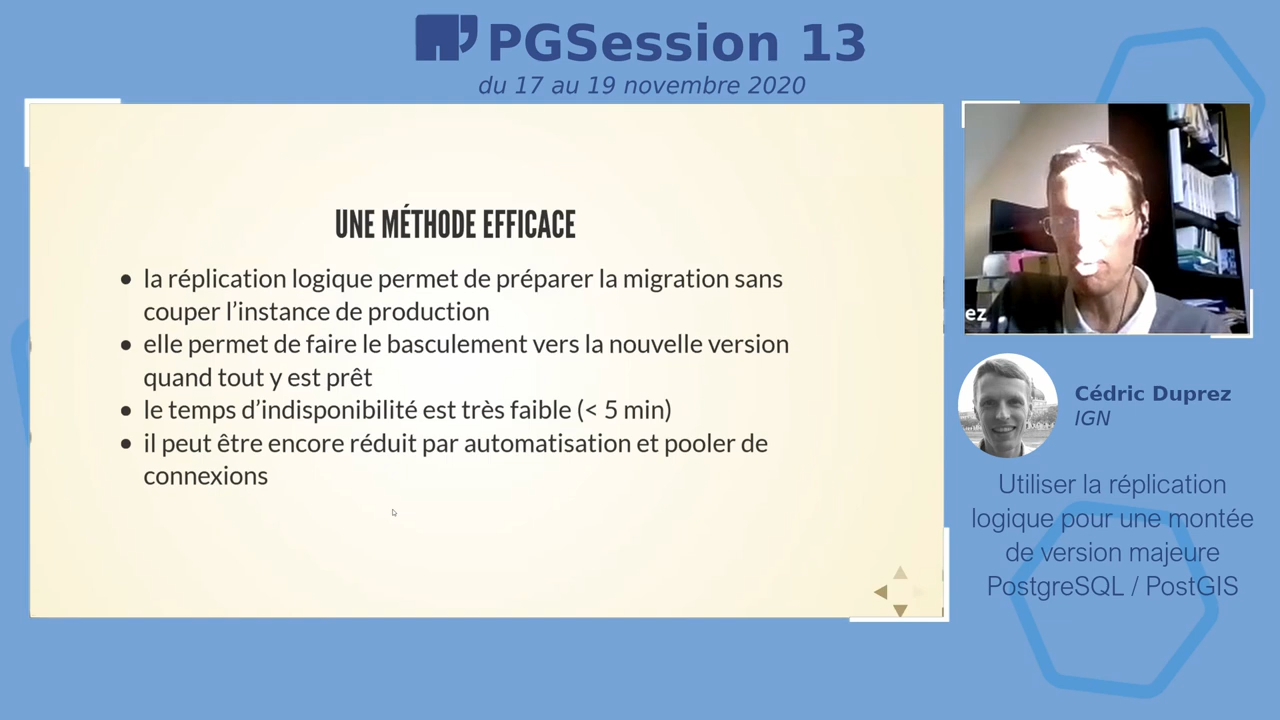 PGSession 13
du 17 au 19 novembre 2020
UNE MÉTHODE EFFICACE
• la réplication logique permet de préparer la migration sans
couper l’instance de production
• elle permet de faire le basculement vers la nouvelle version
quand tout y est prêt
• le temps d’indisponibilité est très faible (< 5 min)
• il peut être encore réduit par automatisation et pooler de
connexions
ez
Cédric Duprez
IGN
Utiliser la réplication
logique pour une montée
de version majeure
PostgreSQL / PostGIS